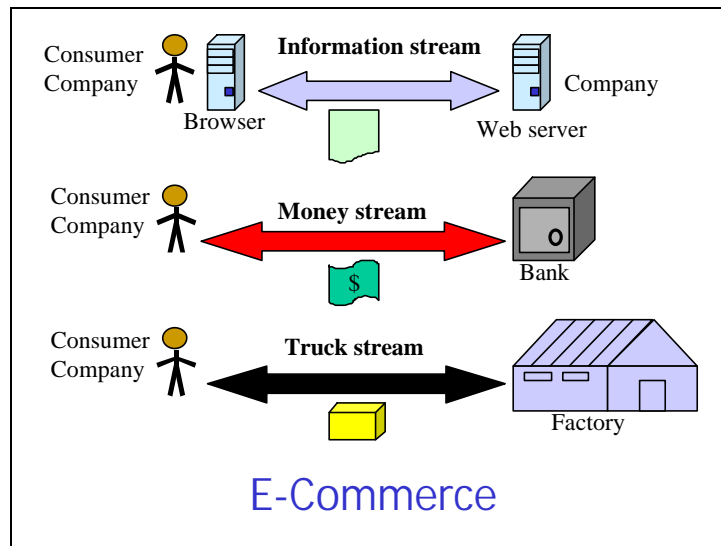 Consumer
Company
Browser
Information stream
Web server
Company
Consumer
Company
Money stream
$
Bank
Consumer
Company
Truck stream
Factory
E-Commerce